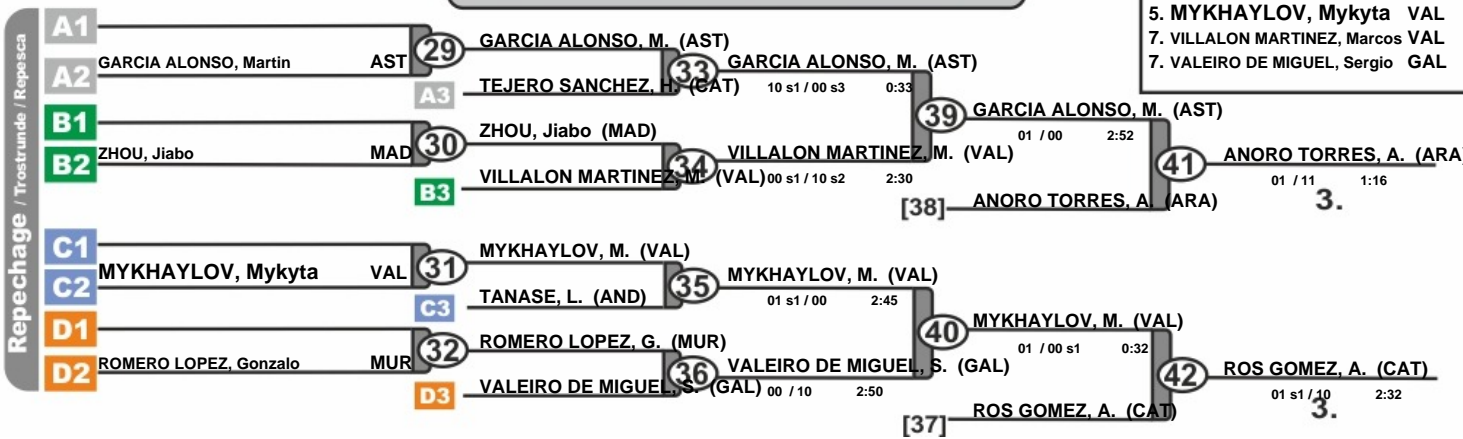 5. MYKHAYLOV, Mykyta VAL
7. VILLALON MARTINEZ, Marcos VAL
7. VALEIRO DE MIGUEL, Sergio GAL
Repechage / Trostrunde / Repesca
A1
GARCIA ALONSO, Martin AST
A2
29
GARCIA ALONSO, M. (AST)
A3
TEJERO SANCHEZ, H. (CAT)
33
GARCIA ALONSO, M. (AST)
10 s1 / 00 s3 0:33
B1
ZHOU, Jiabo MAD
B2
30
ZHOU, Jiabo (MAD)
B3
VILLALON MARTINEZ, M. (VAL)
34
VILLALON MARTINEZ, M. (VAL)
00 s1 / 10 s2 2:30
39
GARCIA ALONSO, M. (AST)
01 / 00 2:52
[38]
ANORO TORRES, A. (ARA)
41
ANORO TORRES, A. (ARA)
01 / 11 1:16
3.
C1
MYKHAYLOV, Mykyta VAL
C2
31
MYKHAYLOV, M. (VAL)
C3
TANASE, L. (AND)
35
MYKHAYLOV, M. (VAL)
01 s1 / 00 2:45
D1
ROMERO LOPEZ, Gonzalo MUR
D2
32
ROMERO LOPEZ, G. (MUR)
D3
VALEIRO DE MIGUEL, S. (GAL)
36
VALEIRO DE MIGUEL, S. (GAL)
00 / 10 2:50
40
MYKHAYLOV, M. (VAL)
01 / 00 s1 0:32
[37]
ROS GOMEZ, A. (CAT)
42
ROS GOMEZ, A. (CAT)
01 s1 / 10 2:32
3.